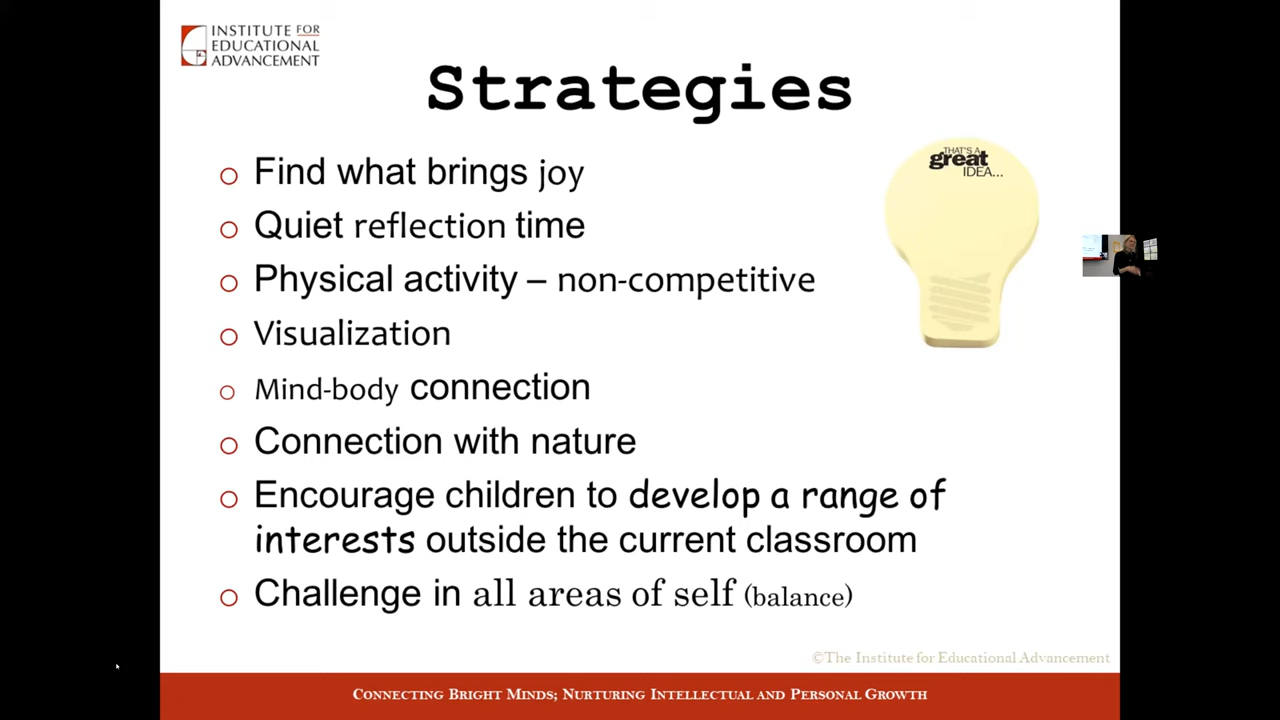 INSTITUTE FOR
EDUCATIONAL
ADVANCEMENT
Strategies
THAT'S A
great
IDEA...
Find what brings joy
Quiet reflection time
Physical activity – non-competitive
Visualization
Mind-body connection
Connection with nature
Encourage children to develop a range of
interests outside the current classroom
Challenge in all areas of self (balance)
©The Institute for Educational Advancement
Connecting Bright Minds; Nurturing Intellectual and Personal Growth